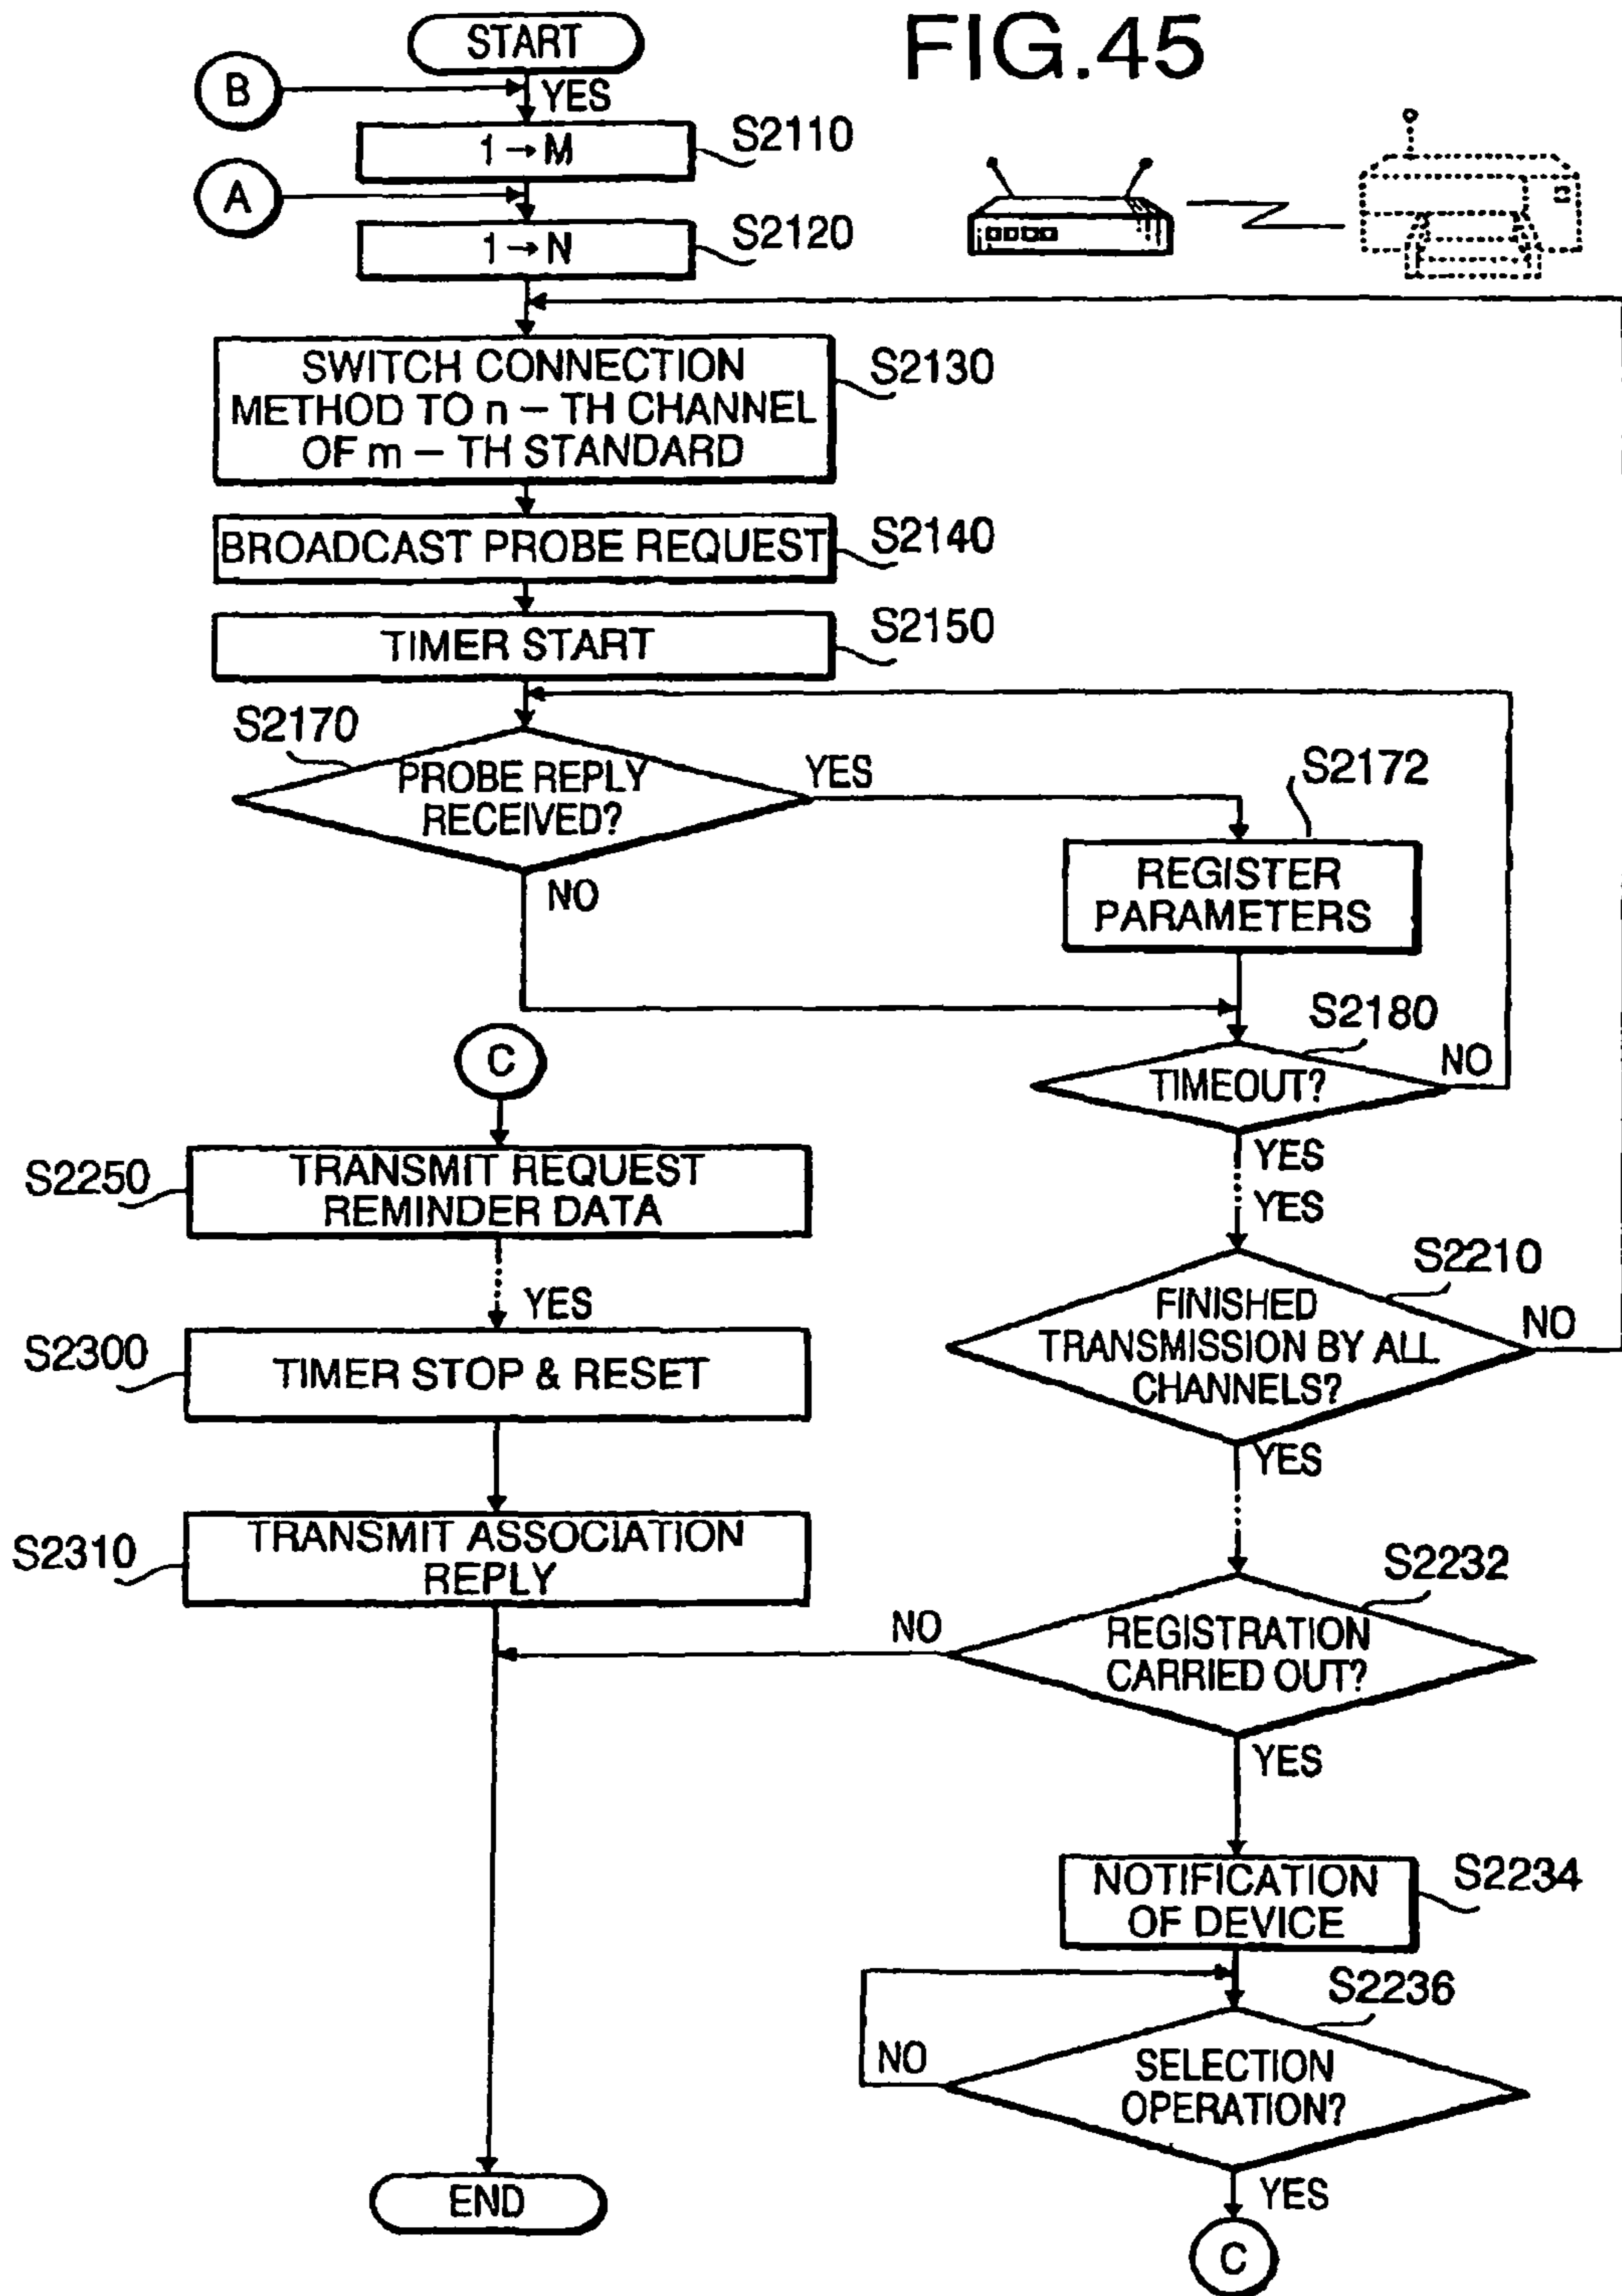 FIG.45
START
B
YES
1→M
S2110
A
1→N
S2120
SWITCH CONNECTION
METHOD TO n – TH CHANNEL
OF m – TH STANDARD
S2130
BROADCAST PROBE REQUEST
S2140
TIMER START
S2150
S2170
PROBE REPLY
RECEIVED?
YES
NO
S2172
REGISTER
PARAMETERS
S2180
TIMEOUT?
NO
YES
YES
C
S2250
TRANSMIT REQUEST
REMINDER DATA
YES
S2300
TIMER STOP & RESET
S2310
TRANSMIT ASSOCIATION
REPLY
S2210
FINISHED
TRANSMISSION BY ALL
CHANNELS?
NO
YES
S2232
REGISTRATION
CARRIED OUT?
NO
YES
NOTIFICATION
OF DEVICE
S2234
S2236
SELECTION
OPERATION?
NO
YES
END
C